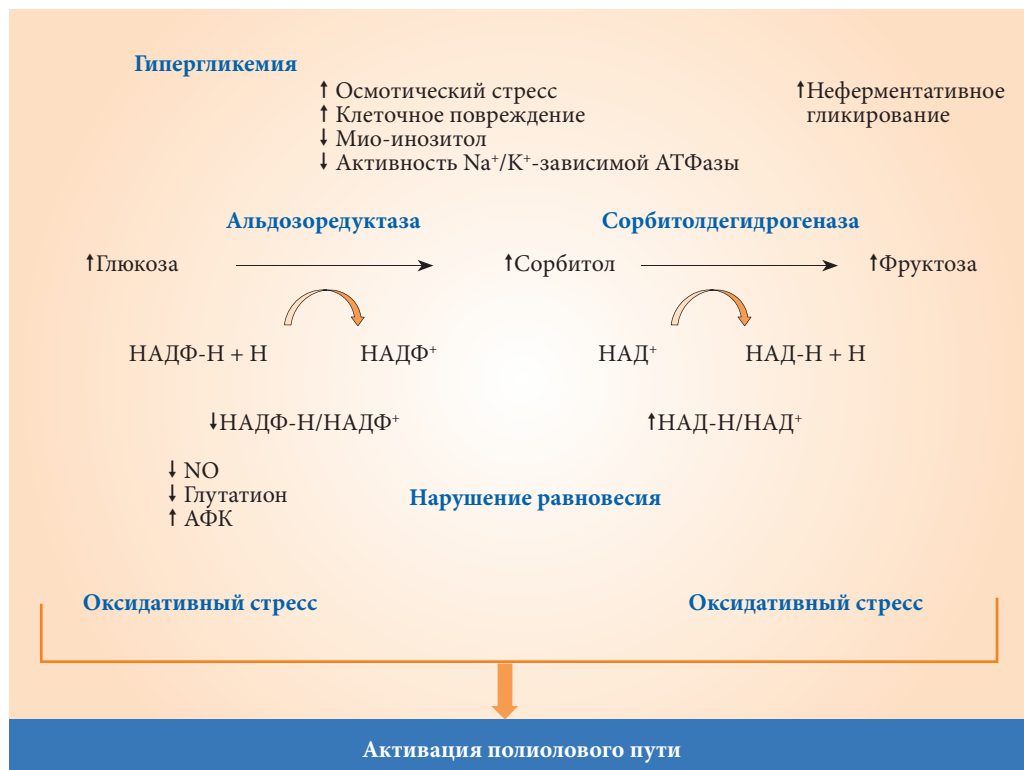 Гипергликемия
↑ Осмотический стресс
↑ Клеточное повреждение
↓ Мио-инозитол
↓ Активность Na⁺/K⁺-зависимой АТФазы
↑Неферментативное
гликирование
Альдозоредуктаза
Сорбитолдегидрогеназа
↑Глюкоза
↑Сорбитол
↑Фруктоза
НАДФ-Н + Н
НАДФ⁺
НАД⁺
НАД-Н + Н
↓НАДФ-Н/НАДФ⁺
↑НАД-Н/НАД⁺
↓ NO
↓ Глутатион
↑ АФК
Нарушение равновесия
Оксидативный стресс
Оксидативный стресс
Активация полиолового пути